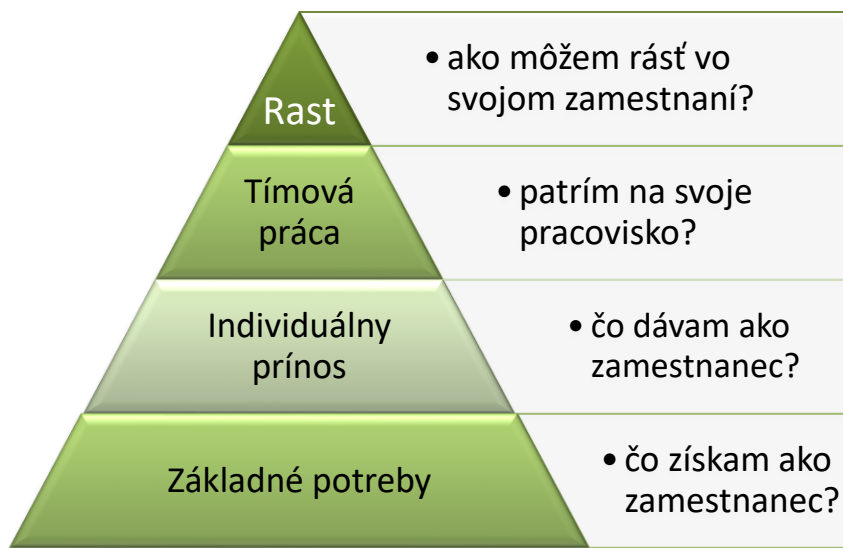 Rast
• ako môžem rásť vo
svojom zamestnaní?
Tímová
práca
• patrím na svoje
pracovisko?
Individuálny
prínos
• čo dávam ako
zamestnanec?
Základné potreby
• čo získam ako
zamestnanec?